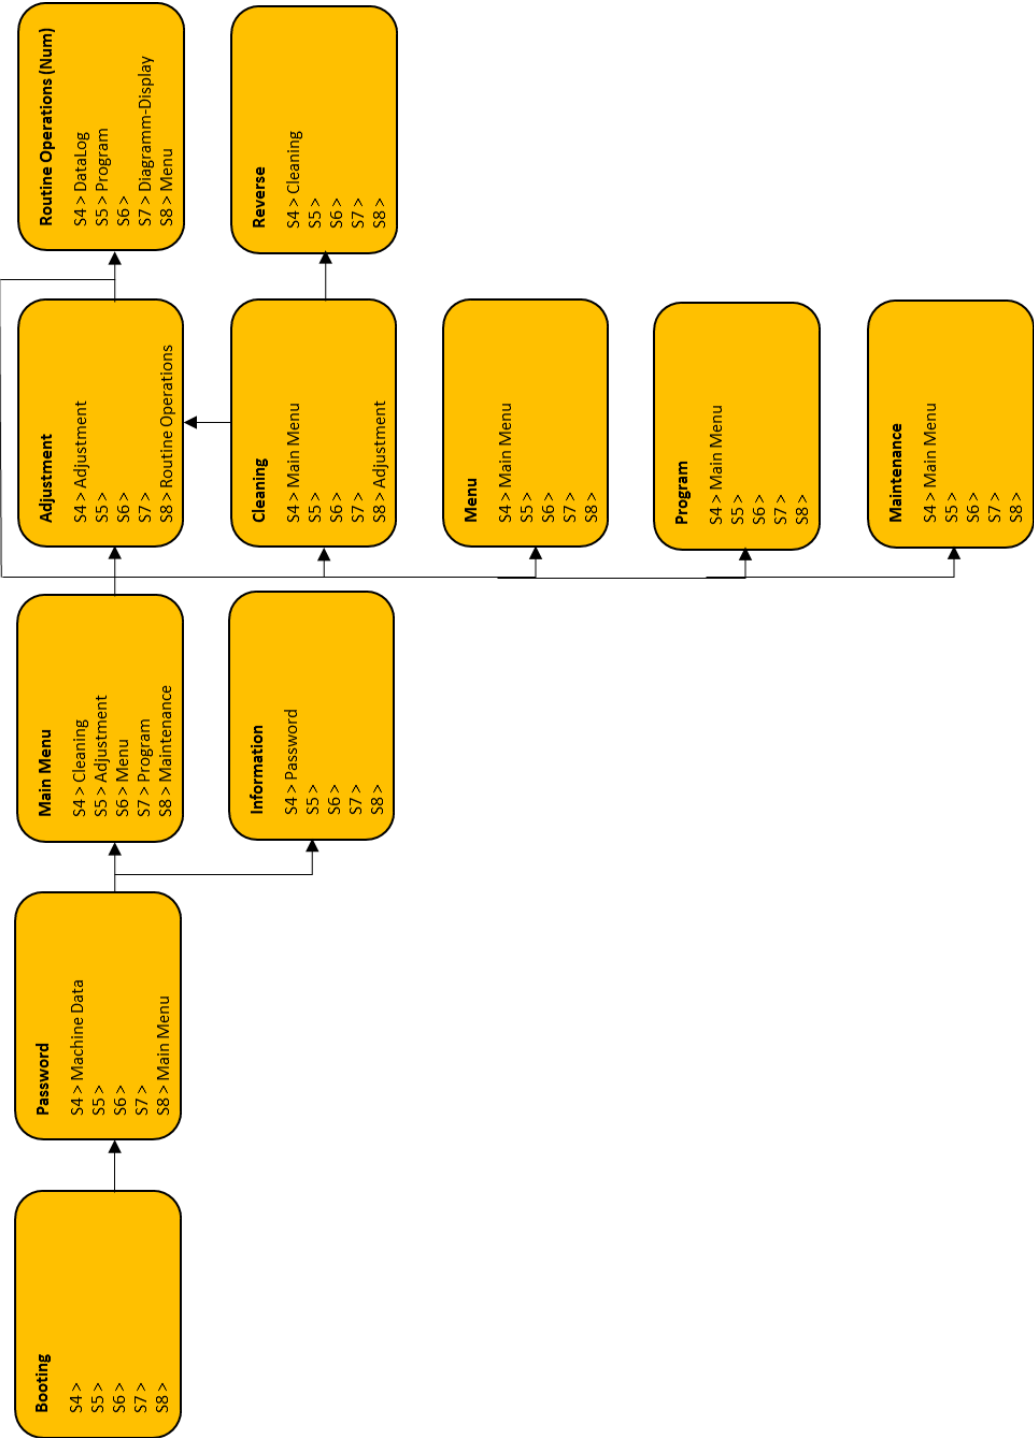 Booting
S4 >
S5 >
S6 >
S7 >
S8 >
Password
S4 > Machine Data
S5 >
S6 >
S7 >
S8 > Main Menu
Main Menu
S4 > Cleaning
S5 > Adjustment
S6 > Menu
S7 > Program
S8 > Maintenance
Adjustment
S4 > Adjustment
S5 >
S6 >
S7 >
S8 > Routine Operations
Routine Operations (Num)
S4 > DataLog
S5 > Program
S6 >
S7 > Diagramm-Display
S8 > Menu
Information
S4 > Password
S5 >
S6 >
S7 >
S8 >
Cleaning
S4 > Main Menu
S5 >
S6 >
S7 >
S8 > Adjustment
Reverse
S4 > Cleaning
S5 >
S6 >
S7 >
S8 >
Menu
S4 > Main Menu
S5 >
S6 >
S7 >
S8 >
Program
S4 > Main Menu
S5 >
S6 >
S7 >
S8 >
Maintenance
S4 > Main Menu
S5 >
S6 >
S7 >
S8 >